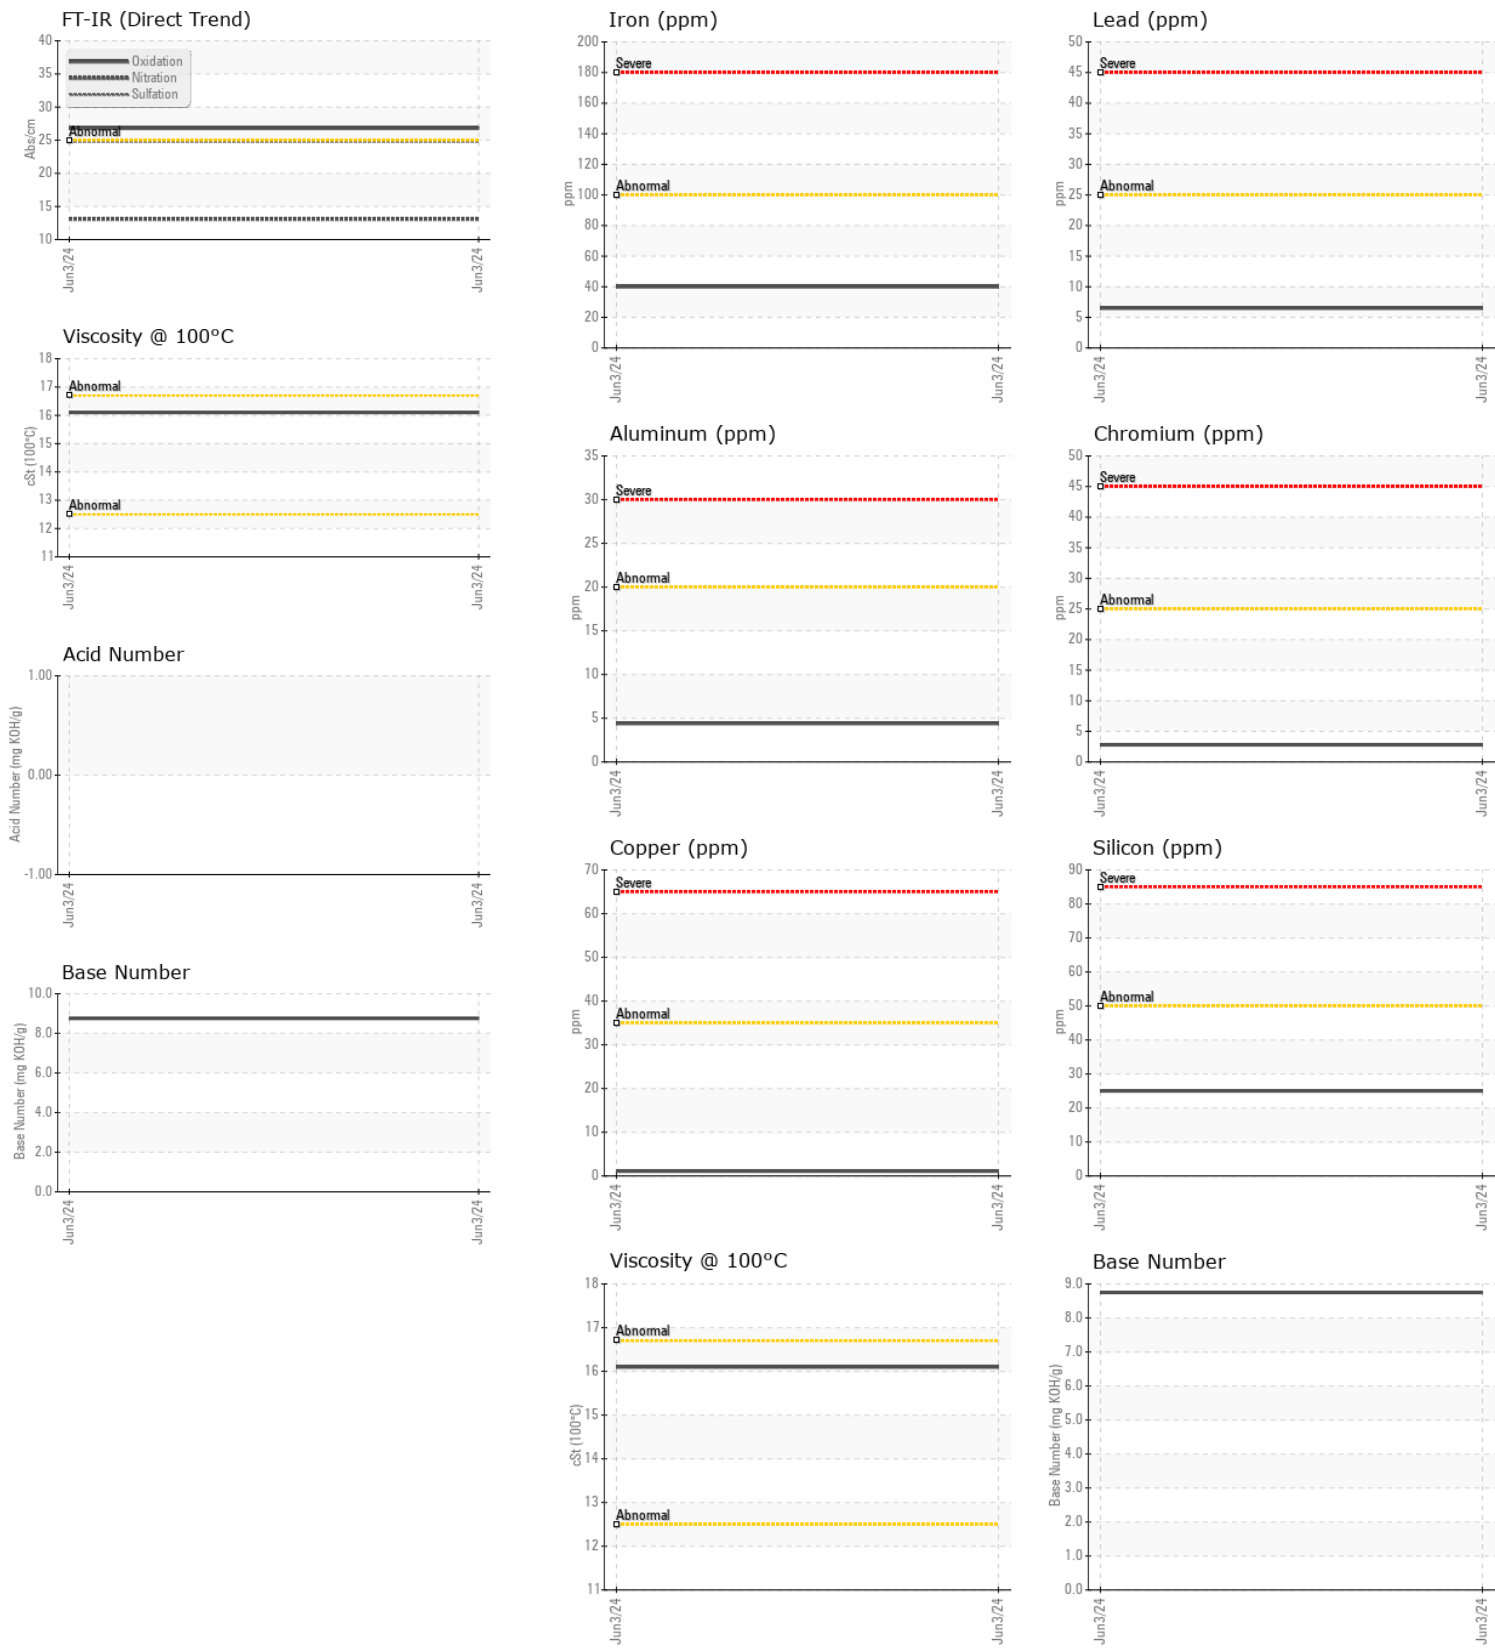 FT-IR (Direct Trend)
40
35
30
25
20
15
10
Abs/cm
Oxidation
Nitration
Sulfation
Abnormal
Jun3/24
Jun3/24
Viscosity @ 100°C
18
17
16
15
14
13
12
11
cSt (100°C)
Abnormal
Abnormal
Jun3/24
Jun3/24
Acid Number
1.00
0.00
-1.00
Acid Number (mg KOH/g)
Jun3/24
Jun3/24
Base Number
10.0
8.0
6.0
4.0
2.0
0.0
Base Number (mg KOH/g)
Jun3/24
Jun3/24
Iron (ppm)
200
180
160
140
120
100
80
60
40
20
0
ppm
Severe
Abnormal
Jun3/24
Jun3/24
Lead (ppm)
50
45
40
35
30
25
20
15
10
5
0
ppm
Severe
Abnormal
Jun3/24
Jun3/24
Aluminum (ppm)
35
30
25
20
15
10
5
0
ppm
Severe
Abnormal
Jun3/24
Jun3/24
Chromium (ppm)
50
45
40
35
30
25
20
15
10
5
0
ppm
Severe
Abnormal
Jun3/24
Jun3/24
Copper (ppm)
70
60
50
40
30
20
10
0
ppm
Severe
Abnormal
Jun3/24
Jun3/24
Silicon (ppm)
90
80
70
60
50
40
30
20
10
0
ppm
Severe
Abnormal
Jun3/24
Jun3/24
Viscosity @ 100°C
18
17
16
15
14
13
12
11
cSt (100°C)
Abnormal
Abnormal
Jun3/24
Jun3/24
Base Number
9.0
8.0
7.0
6.0
5.0
4.0
3.0
2.0
1.0
0.0
Base Number (mg KOH/g)
Jun3/24
Jun3/24